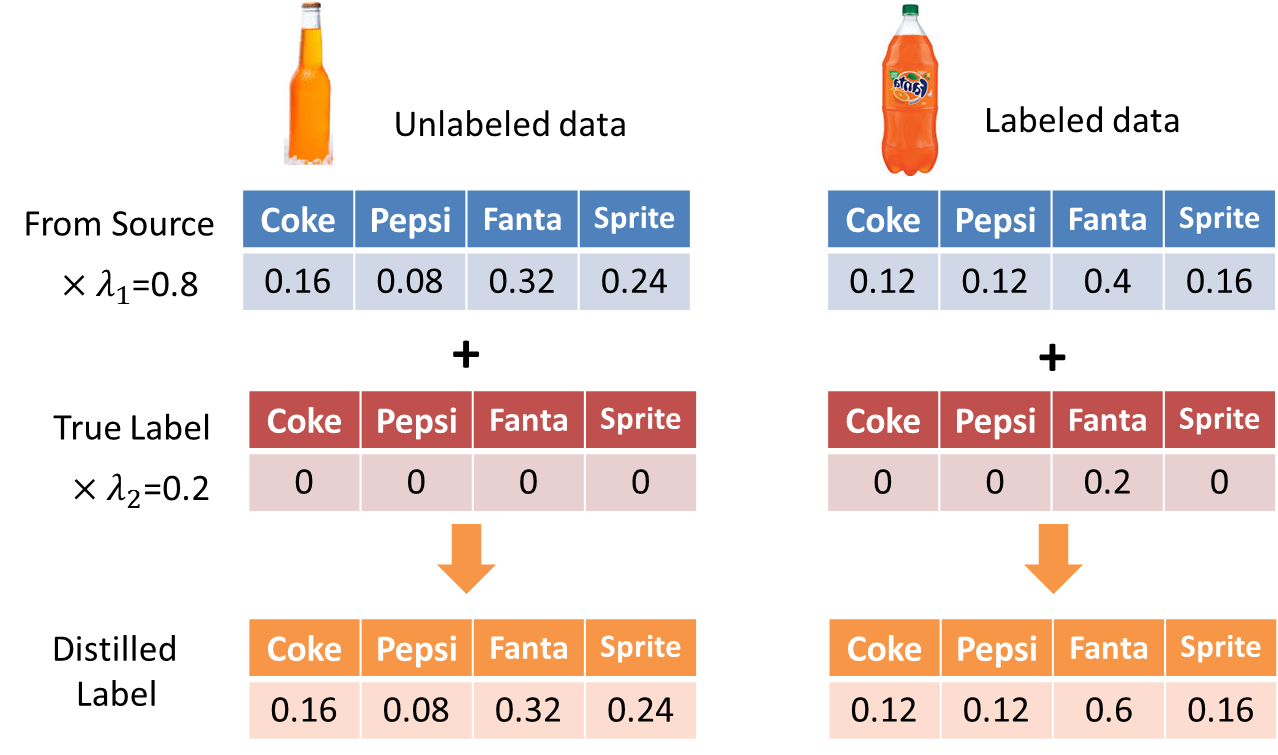 Fanta
Unlabeled data
Labeled data
From Source
× λ₁=0.8
Coke Pepsi Fanta Sprite
0.16 0.08 0.32 0.24
Coke Pepsi Fanta Sprite
0.12 0.12 0.4 0.16
+
+
True Label
× λ₂=0.2
Coke Pepsi Fanta Sprite
0 0 0 0
Coke Pepsi Fanta Sprite
0 0 0.2 0
Distilled
Label
Coke Pepsi Fanta Sprite
0.16 0.08 0.32 0.24
Coke Pepsi Fanta Sprite
0.12 0.12 0.6 0.16